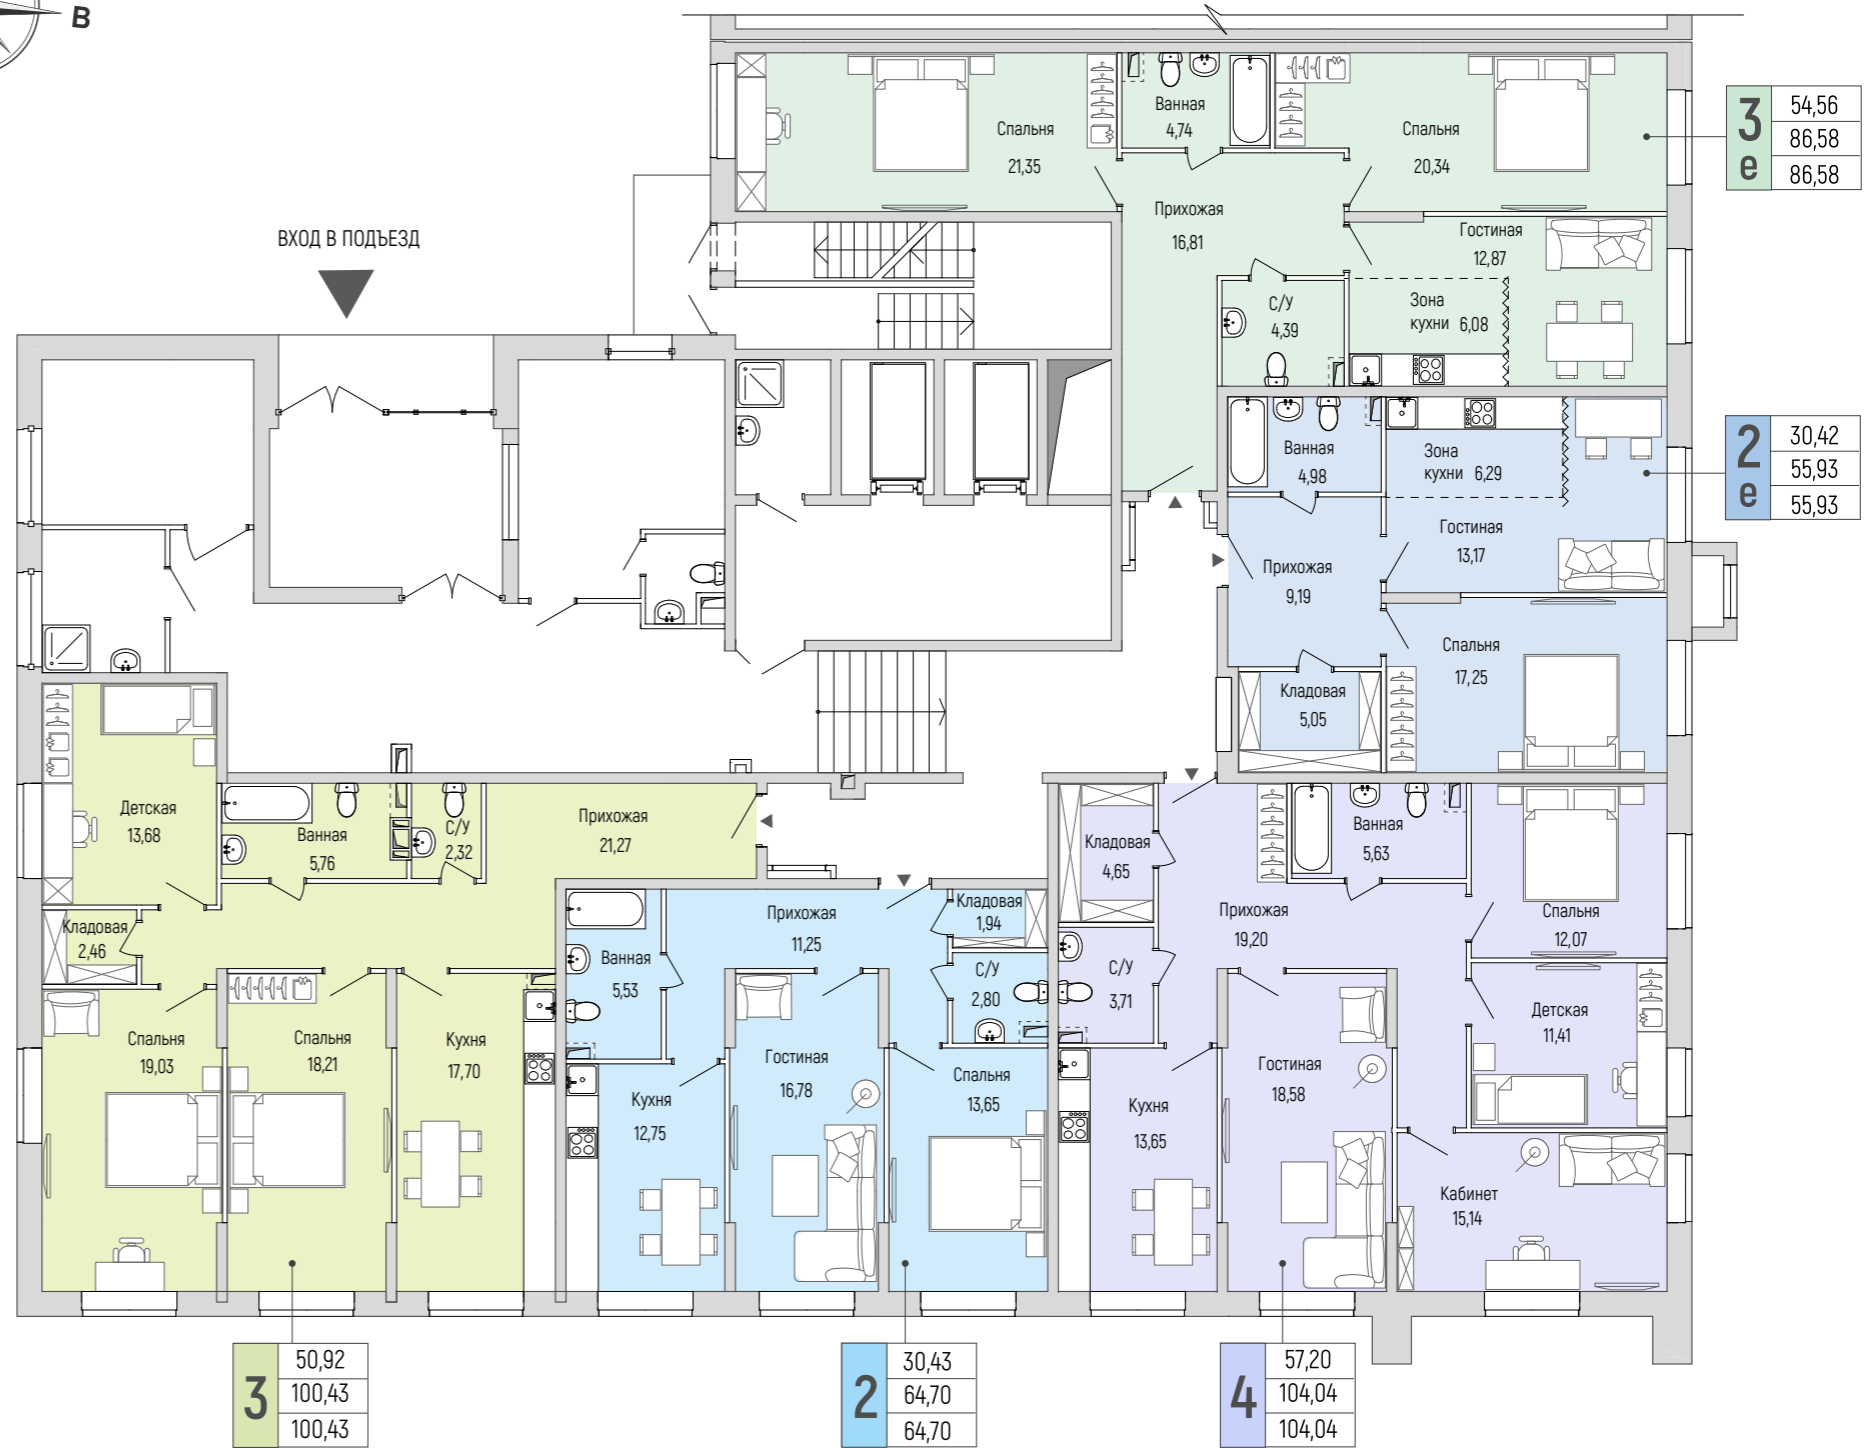 В
ВХОД В ПОДЪЕЗД
Спальня
21,35
Ванная
4,74
Спальня
20,34
Прихожая
16,81
Гостиная
12,87
С/У
4,39
Зона
кухни 6,08
3
е
54,56
86,58
86,58
Ванная
4,98
Зона
кухни 6,29
Гостиная
13,17
Прихожая
9,19
Спальня
17,25
Кладовая
5,05
2
е
30,42
55,93
55,93
Детская
13,68
Ванная
5,76
С/У
2,32
Прихожая
21,27
Кладовая
2,46
Спальня
19,03
Спальня
18,21
Кухня
17,70
Прихожая
11,25
Кладовая
1,94
Ванная
5,53
С/У
2,80
Гостиная
16,78
Кухня
12,75
Спальня
13,65
Кладовая
4,65
Ванная
5,63
Прихожая
19,20
Спальня
12,07
С/У
3,71
Детская
11,41
Гостиная
18,58
Кухня
13,65
Кабинет
15,14
3
50,92
100,43
100,43
2
30,43
64,70
64,70
4
57,20
104,04
104,04